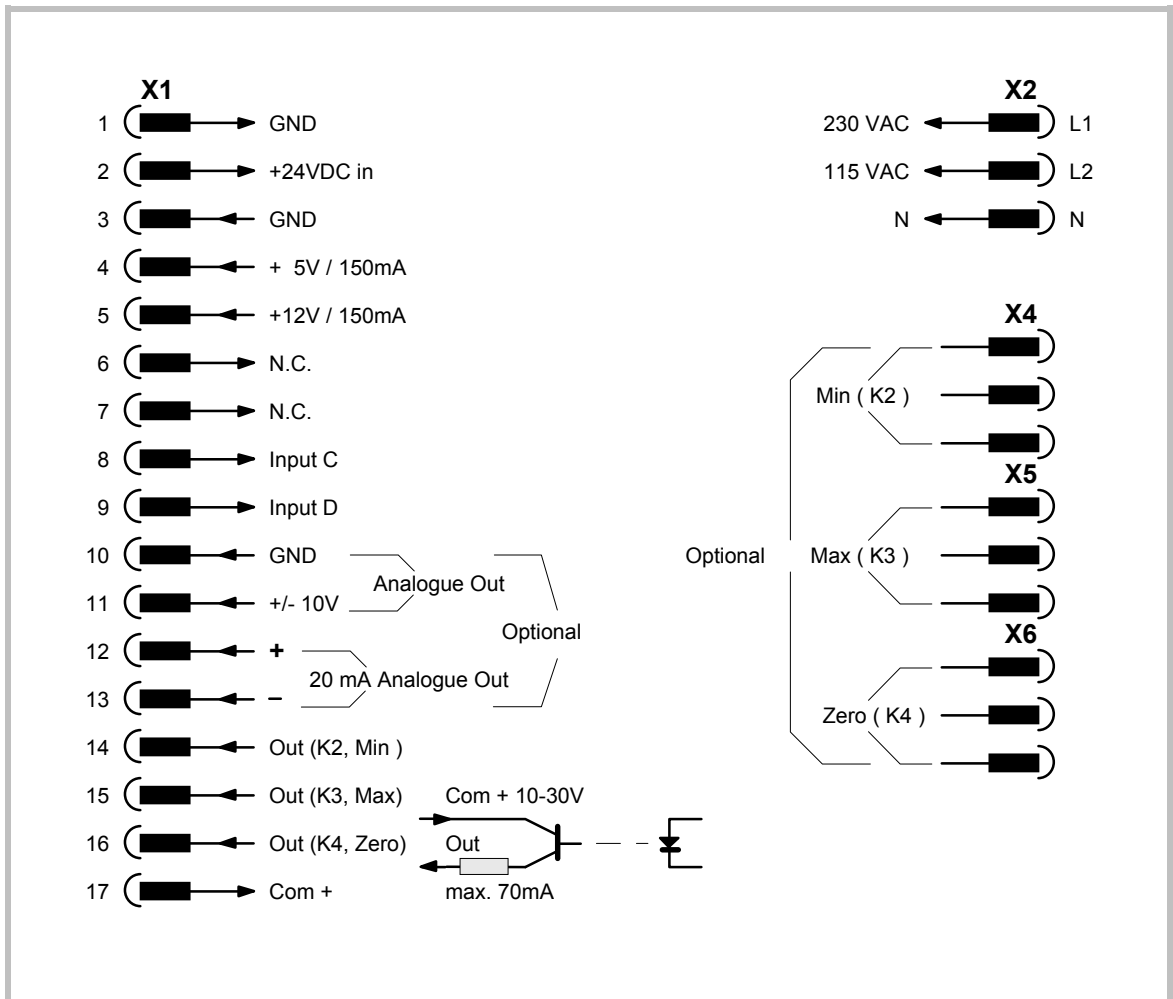 X1
1 GND
2 +24VDC in
3 GND
4 + 5V / 150mA
5 +12V / 150mA
6 N.C.
7 N.C.
8 Input C
9 Input D
10 GND
11 +/- 10V
Analogue Out
12 +
13 –
20 mA Analogue Out
Optional
14 Out (K2, Min )
15 Out (K3, Max)
16 Out (K4, Zero)
17 Com +
Com + 10-30V
Out
max. 70mA
X2
230 VAC L1
115 VAC L2
N N
X4
Min ( K2 )
X5
Optional
Max ( K3 )
X6
Zero ( K4 )